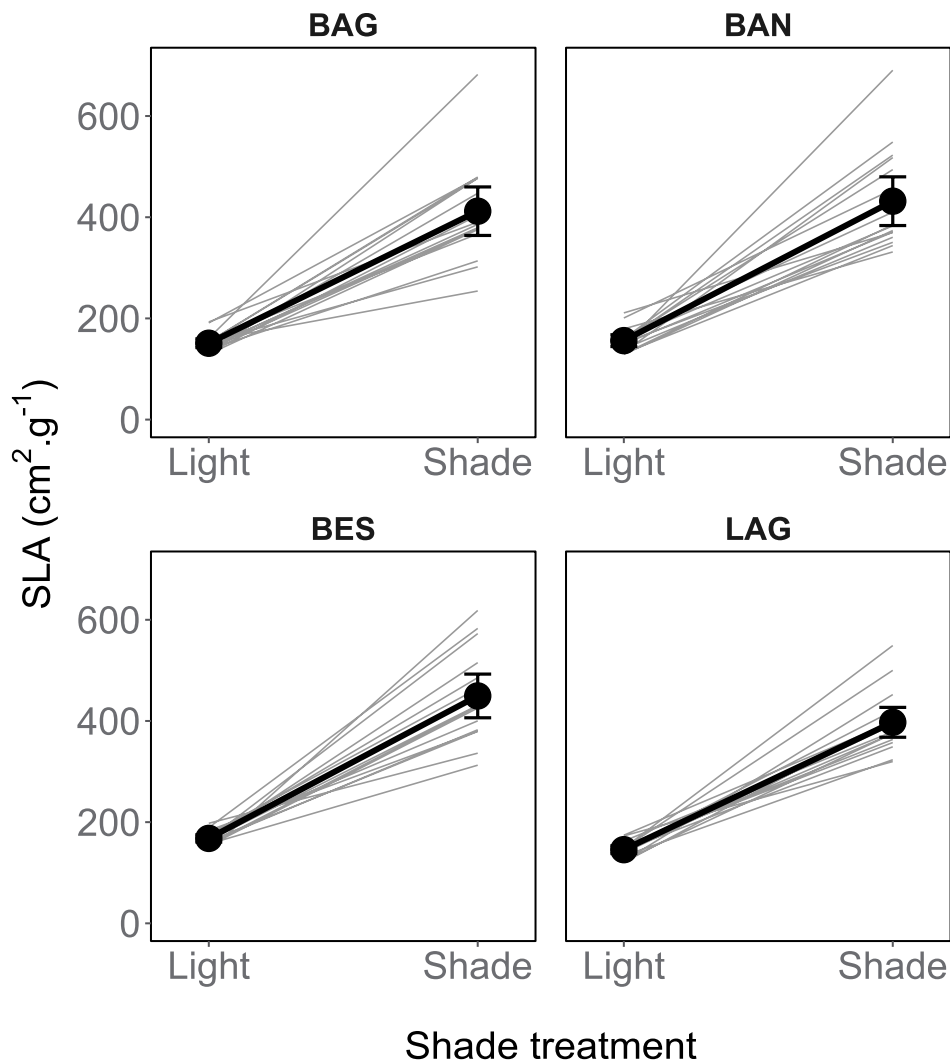 BAG BAN
600
400
200
0
Light Shade Light Shade
SLA (cm².g⁻¹)
BES LAG
600
400
200
0
Light Shade Light Shade
Shade treatment